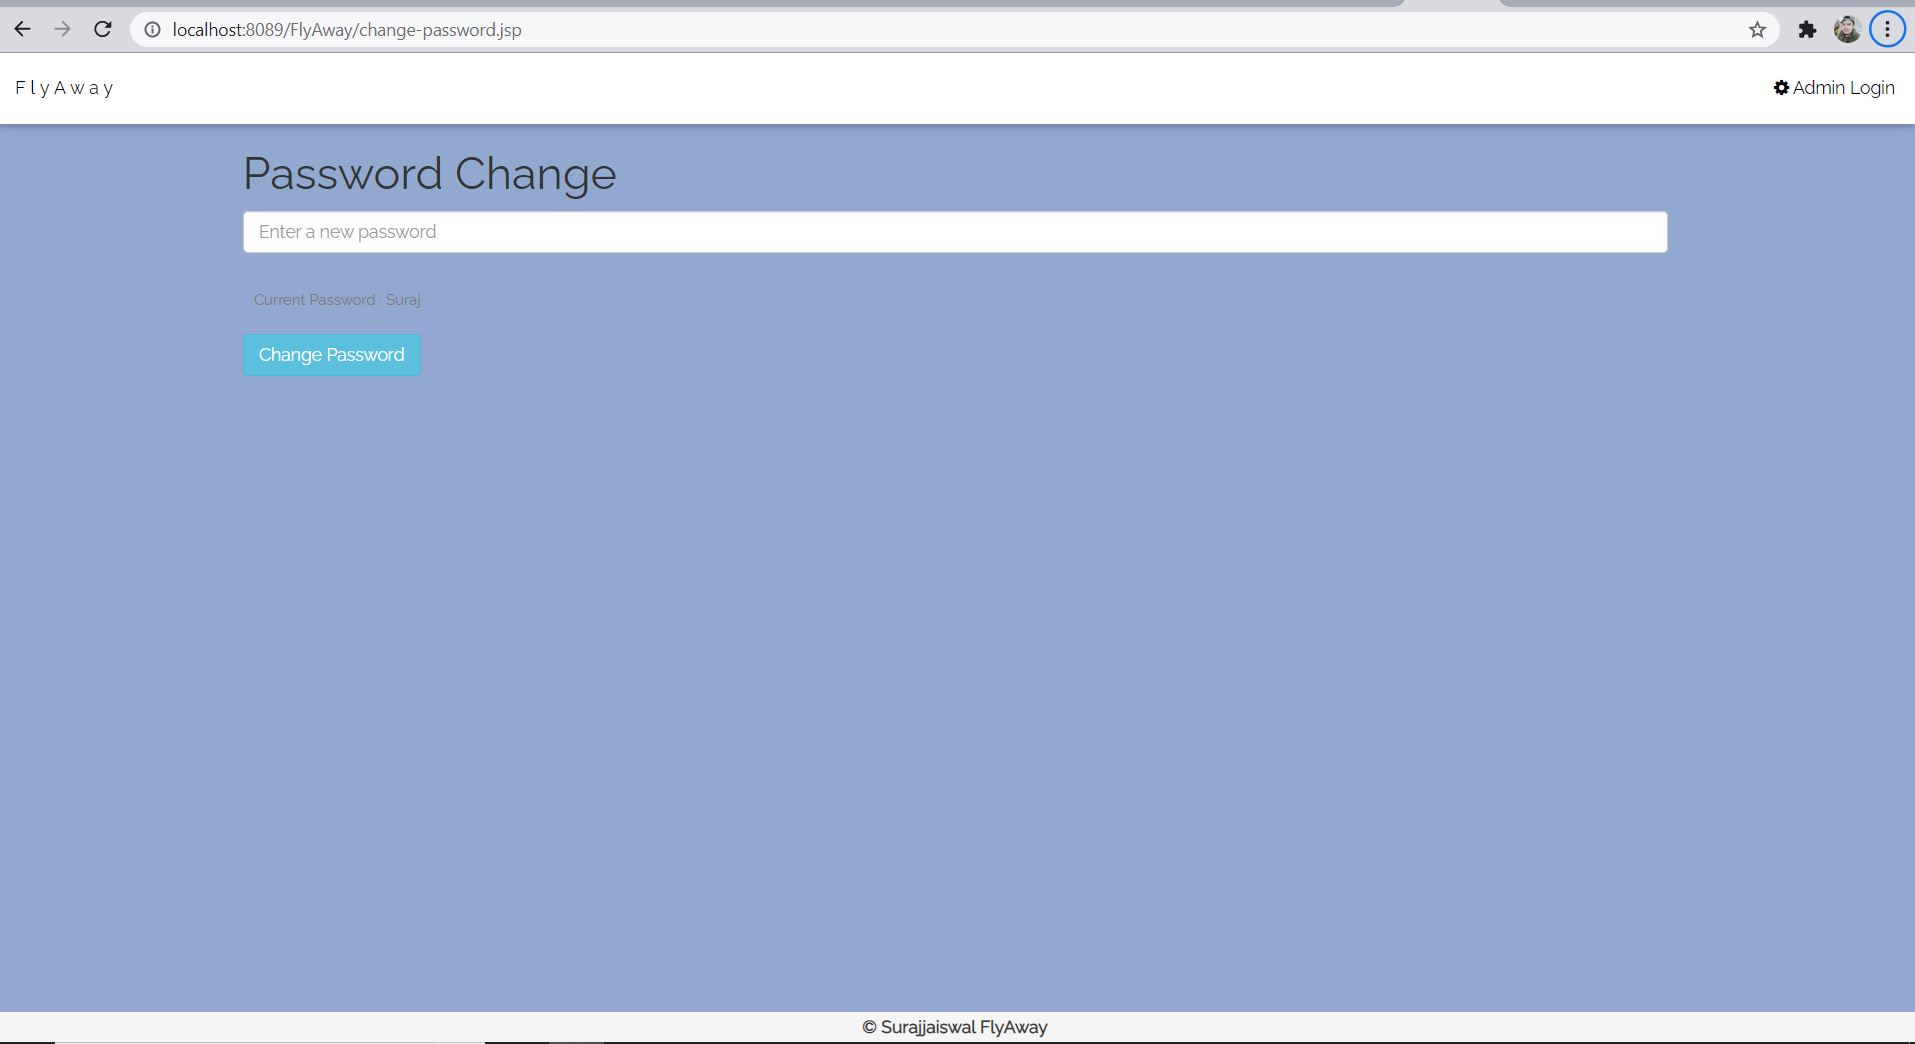 localhost:8089/FlyAway/change-password.jsp
FlyAway
Admin Login
Password Change
Enter a new password
Current Password : Suraj
Change Password
© Surajjaiswal FlyAway